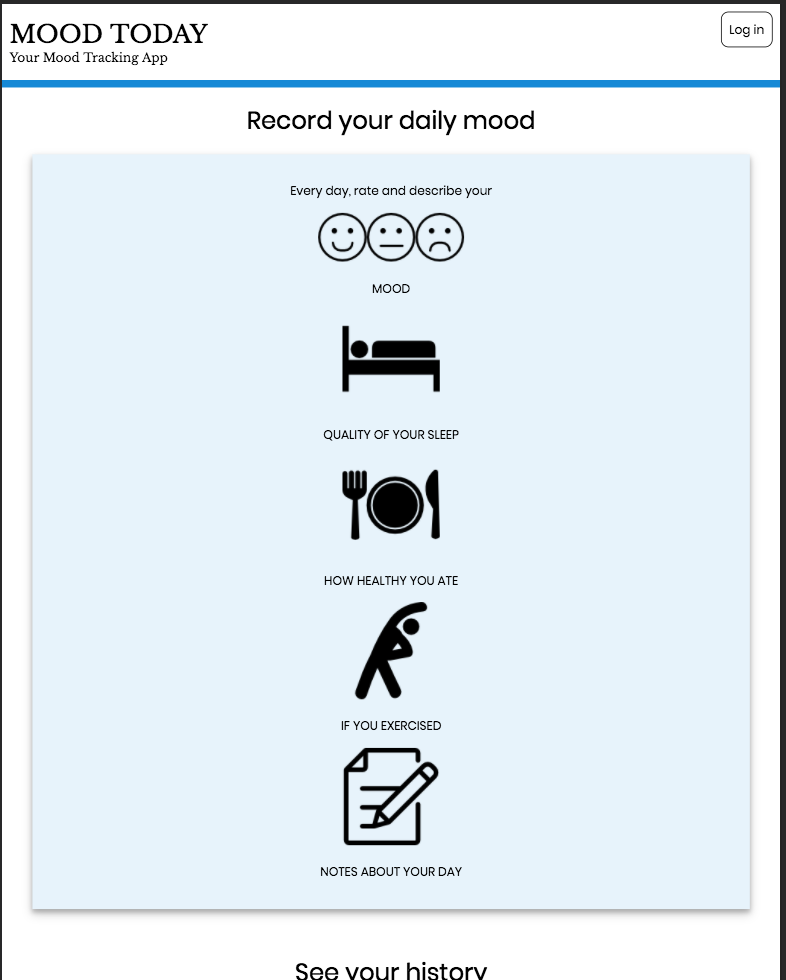 MOOD TODAY
Your Mood Tracking App
Log in
Record your daily mood
Every day, rate and describe your
MOOD
QUALITY OF YOUR SLEEP
HOW HEALTHY YOU ATE
IF YOU EXERCISED
NOTES ABOUT YOUR DAY
See your history